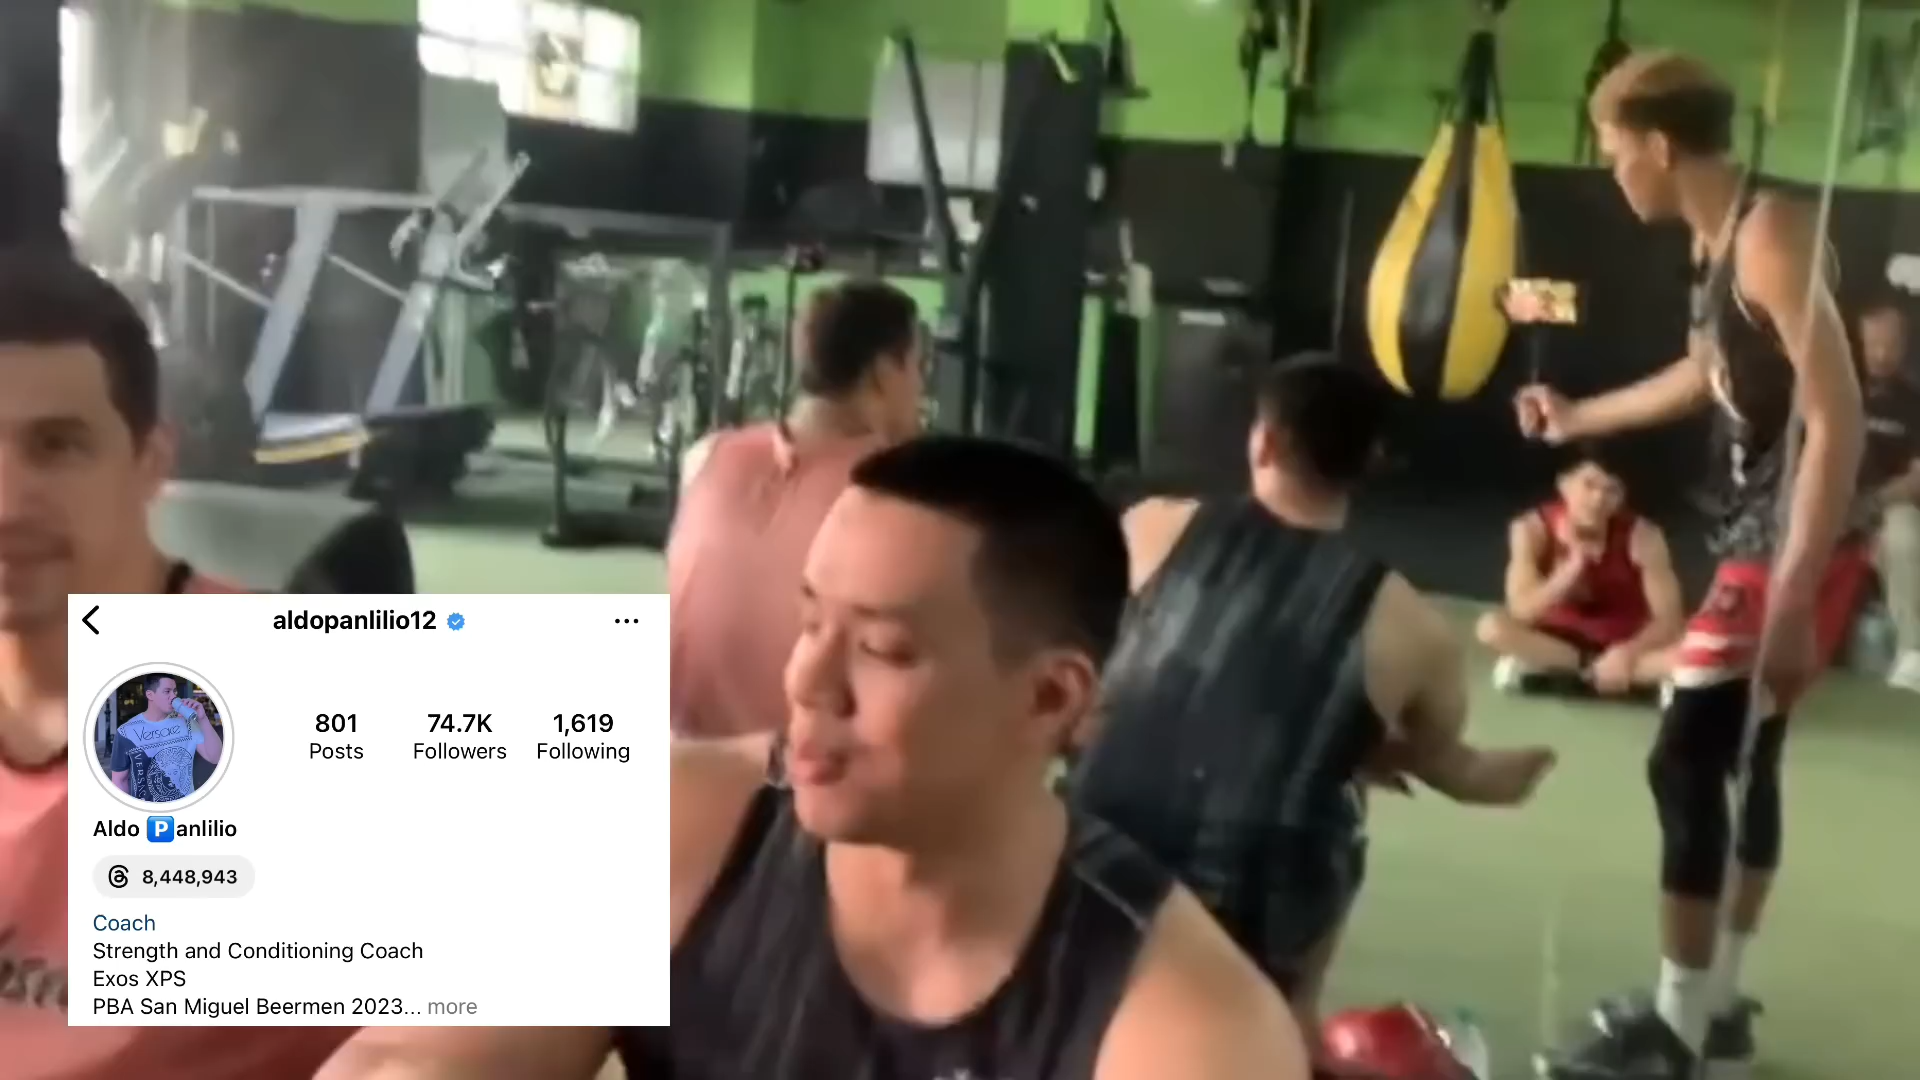 aldopanlilio12
801
Posts
74.7K
Followers
1,619
Following
Versace
Aldo 🅿️anlilio
8,448,943
Coach
Strength and Conditioning Coach
Exos XPS
PBA San Miguel Beermen 2023... more